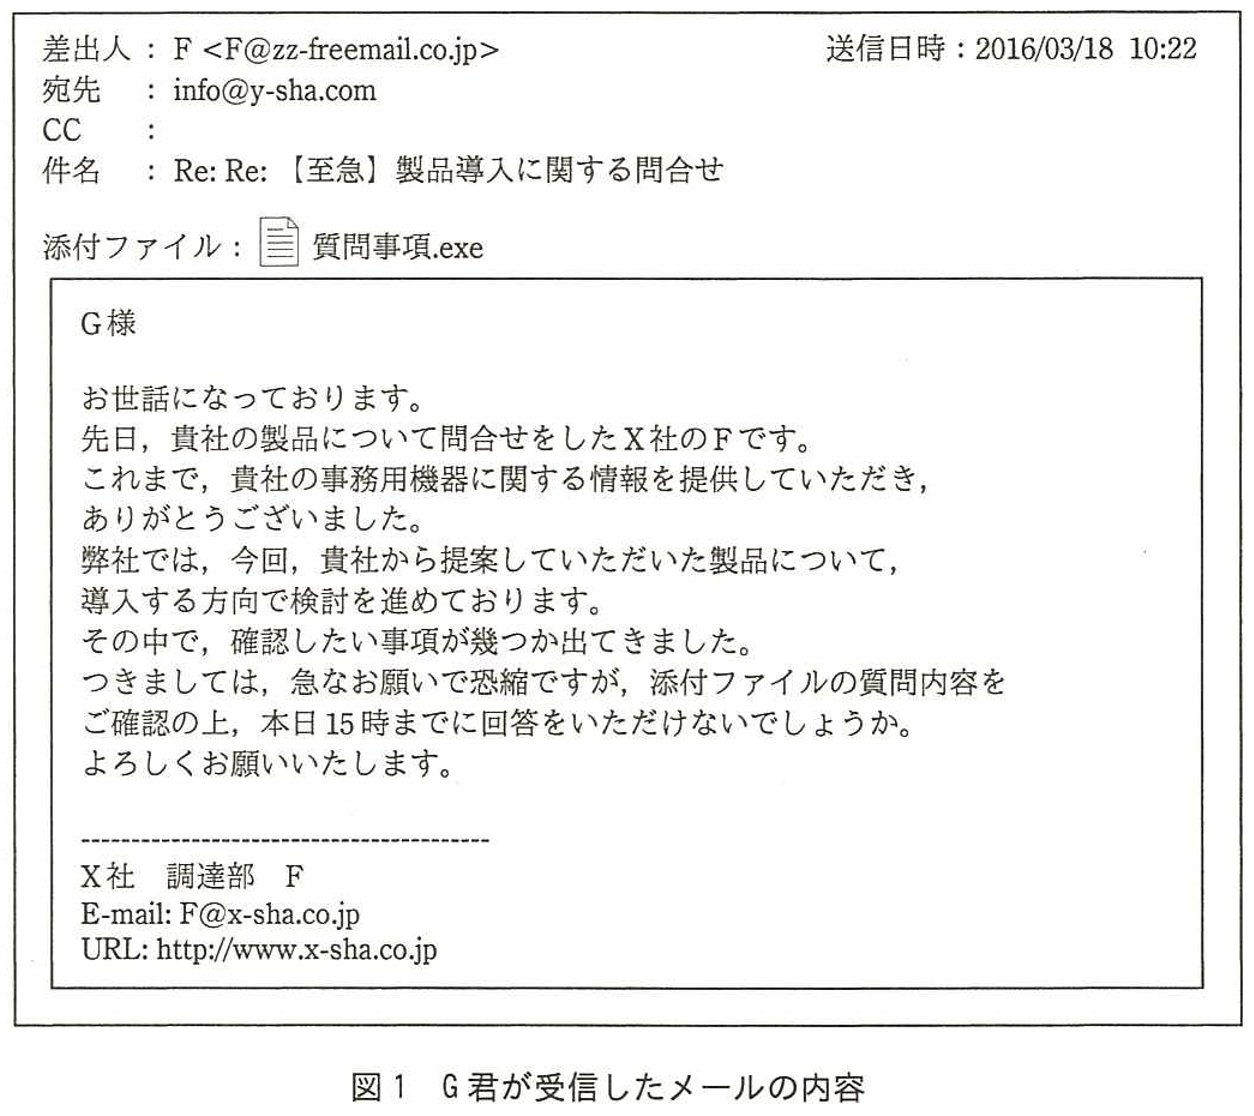 差出人 : F <F@zz-freemail.co.jp> 送信日時：2016/03/18 10:22
宛先 : info@y-sha.com
CC :
件名 : Re: Re: 【至急】製品導入に関する問合せ
添付ファイル： 質問事項.exe
G様
お世話になっております。
先日，貴社の製品について問合せをしたX社のFです。
これまで，貴社の事務用機器に関する情報を提供していただき，
ありがとうございました。
弊社では，今回，貴社から提案していただいた製品について，
導入する方向で検討を進めております。
その中で，確認したい事項が幾つか出てきました。
つきましては，急なお願いで恐縮ですが，添付ファイルの質問内容を
ご確認の上，本日15時までに回答をいただけないでしょうか。
よろしくお願いいたします。
-----------------------------------------
X社 調達部 F
E-mail: F@x-sha.co.jp
URL: http://www.x-sha.co.jp
図1 G君が受信したメールの内容